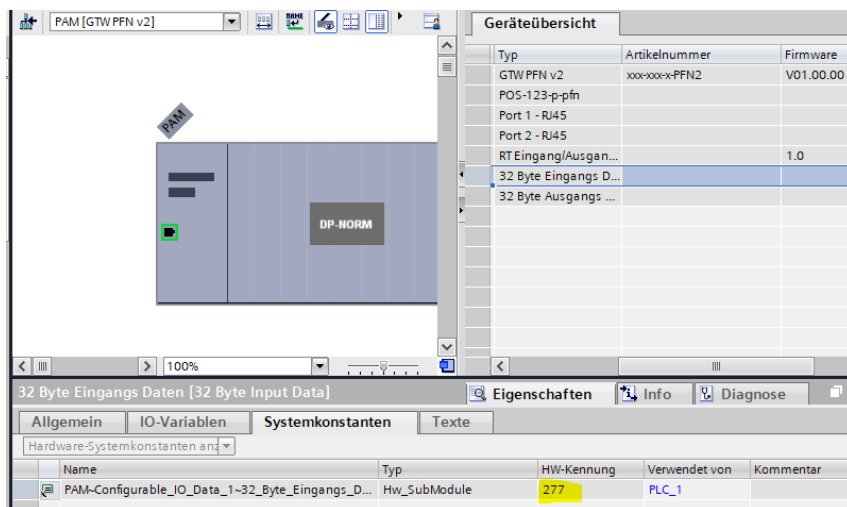 PAM [GTW PFN v2]
Geräteübersicht
Typ Artikelnummer Firmware
GTW PFN v2 xxx-xxx-x-PFN2 V01.00.00
POS-123-p-pfn
Port 1 - RJ45
Port 2 - RJ45
RT Eingang/Ausgan... 1.0
32 Byte Eingangs D...
32 Byte Ausgangs ...
PAM
DP-NORM
100%
32 Byte Eingangs Daten [32 Byte Input Data]
Eigenschaften Info Diagnose
Allgemein IO-Variablen Systemkonstanten Texte
Hardware-Systemkonstanten anz
Name Typ HW-Kennung Verwendet von Kommentar
PAM~Configurable_IO_Data_1~32_Byte_Eingangs_D... Hw_SubModule 277 PLC_1